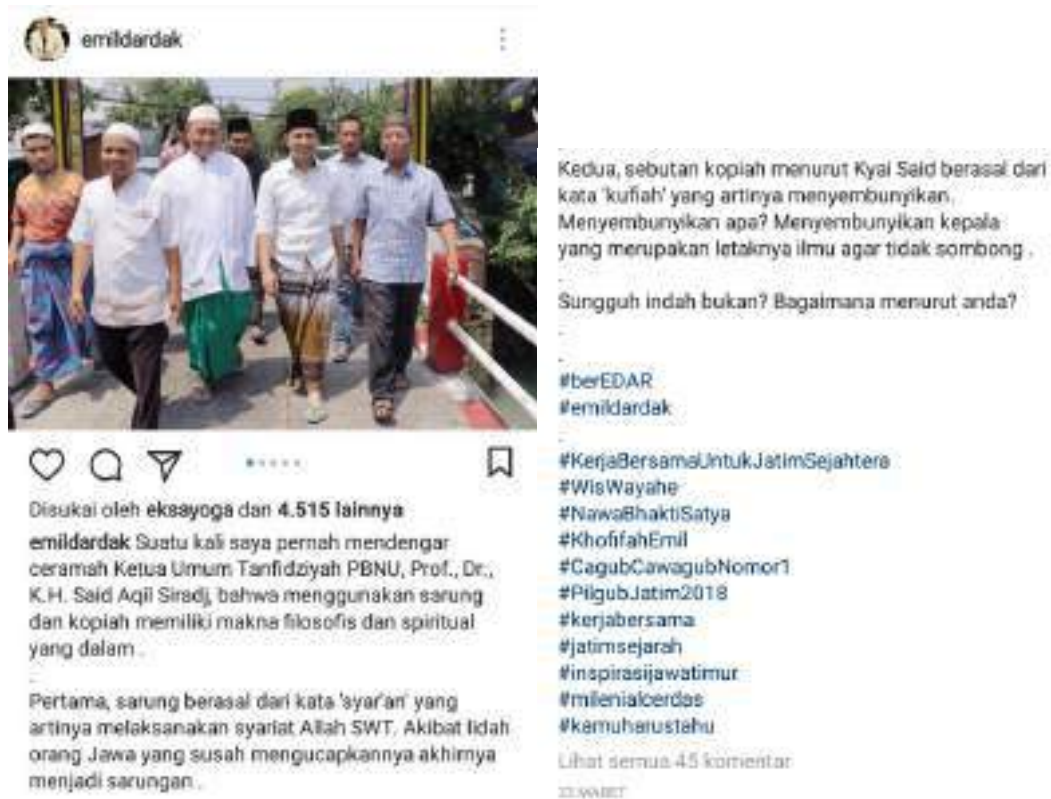 emildardak
Disukai oleh eksayoga dan 4.515 lainnya
emildardak Suatu kali saya pernah mendengar
ceramah Ketua Umum Tanfidziyah PBNU, Prof., Dr.,
K.H. Said Aqil Siradj, bahwa menggunakan sarung
dan kopiah memiliki makna filosofis dan spiritual
yang dalam .
.
Pertama, sarung berasal dari kata 'syar'an' yang
artinya melaksanakan syariat Allah SWT. Akibat lidah
orang Jawa yang susah mengucapkannya akhirnya
menjadi sarungan .
.
Kedua, sebutan kopiah menurut Kyai Said berasal dari
kata 'kufiah' yang artinya menyembunyikan.
Menyembunyikan apa? Menyembunyikan kepala
yang merupakan letaknya ilmu agar tidak sombong .
.
Sungguh indah bukan? Bagaimana menurut anda?
.
.
#berEDAR
#emildardak
.
#KerjaBersamaUntukJatimSejahtera
#WisWayahe
#NawaBhaktiSatya
#KhofifahEmil
#CagubCawagubNomor1
#PilgubJatim2018
#kerjabersama
#jatimsejarah
#inspirasijawatimur
#milenialcerdas
#kamuharustahu
Lihat semua 45 komentar
MARET